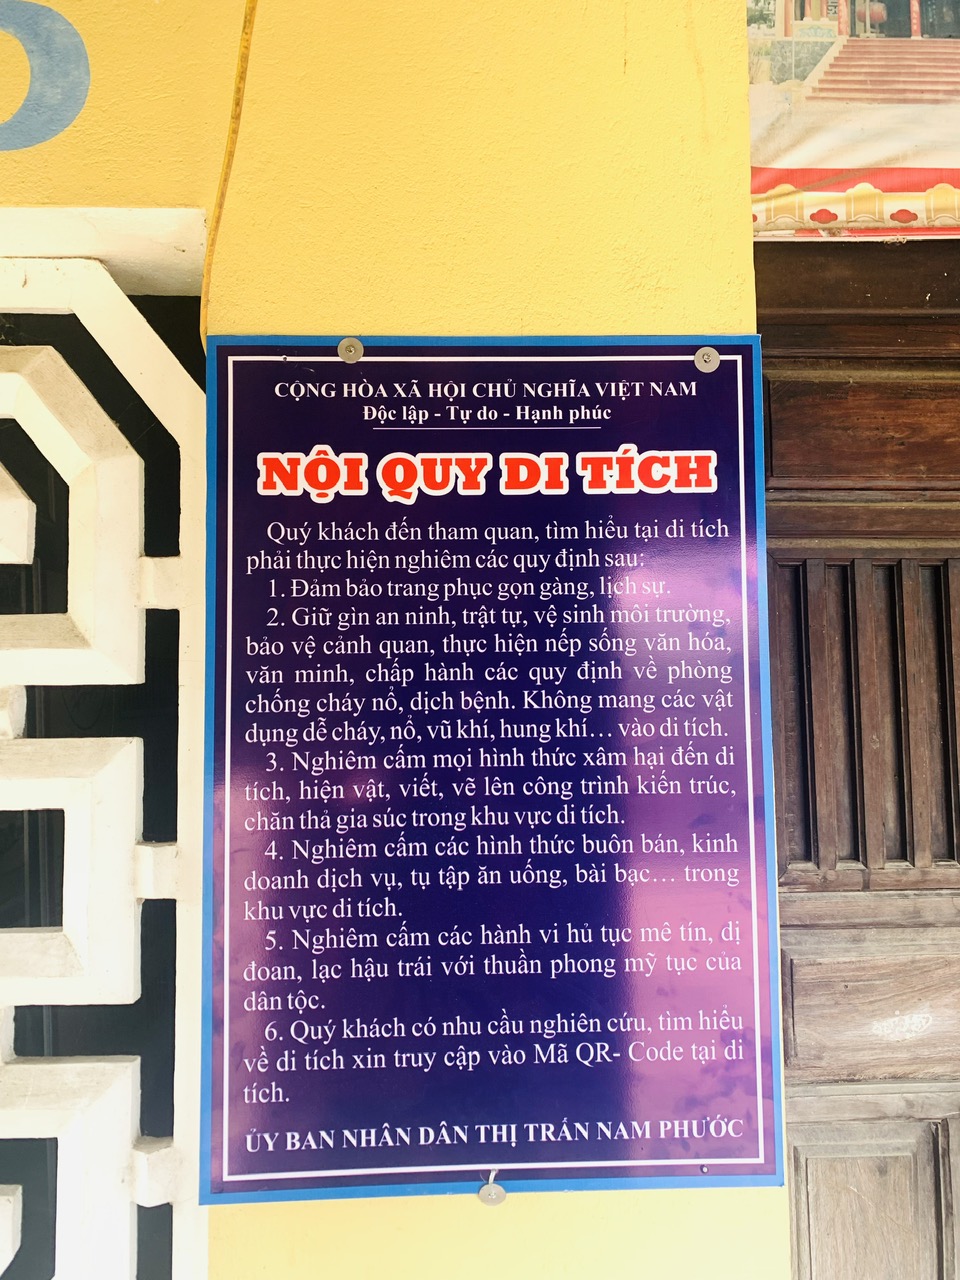 CỘNG HÒA XÃ HỘI CHỦ NGHĨA VIỆT NAM
Độc lập - Tự do - Hạnh phúc
NỘI QUY DI TÍCH
Quý khách đến tham quan, tìm hiểu tại di tích
phải thực hiện nghiêm các quy định sau:
1. Đảm bảo trang phục gọn gàng, lịch sự.
2. Giữ gìn an ninh, trật tự, vệ sinh môi trường,
bảo vệ cảnh quan, thực hiện nếp sống văn hóa,
văn minh, chấp hành các quy định về phòng
chống cháy nổ, dịch bệnh. Không mang các vật
dụng dễ cháy, nổ, vũ khí, hung khí... vào di tích.
3. Nghiêm cấm mọi hình thức xâm hại đến di
tích, hiện vật, viết, vẽ lên công trình kiến trúc,
chăn thả gia súc trong khu vực di tích.
4. Nghiêm cấm các hình thức buôn bán, kinh
doanh dịch vụ, tụ tập ăn uống, bài bạc... trong
khu vực di tích.
5. Nghiêm cấm các hành vi hủ tục mê tín, dị
đoan, lạc hậu trái với thuần phong mỹ tục của
dân tộc.
6. Quý khách có nhu cầu nghiên cứu, tìm hiểu
về di tích xin truy cập vào Mã QR- Code tại di
tích.
ỦY BAN NHÂN DÂN THỊ TRẤN NAM PHƯỚC